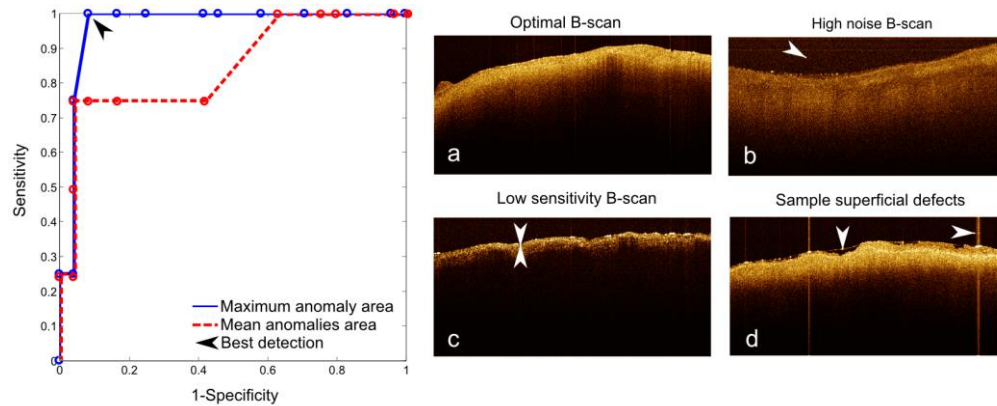 1
0.9
0.8
0.7
0.6
0.5
0.4
0.3
0.2
0.1
0
Sensitivity
0 0.2 0.4 0.6 0.8 1
1-Specificity
Maximum anomaly area
Mean anomalies area
Best detection
Optimal B-scan
a
High noise B-scan
b
Low sensitivity B-scan
c
Sample superficial defects
d